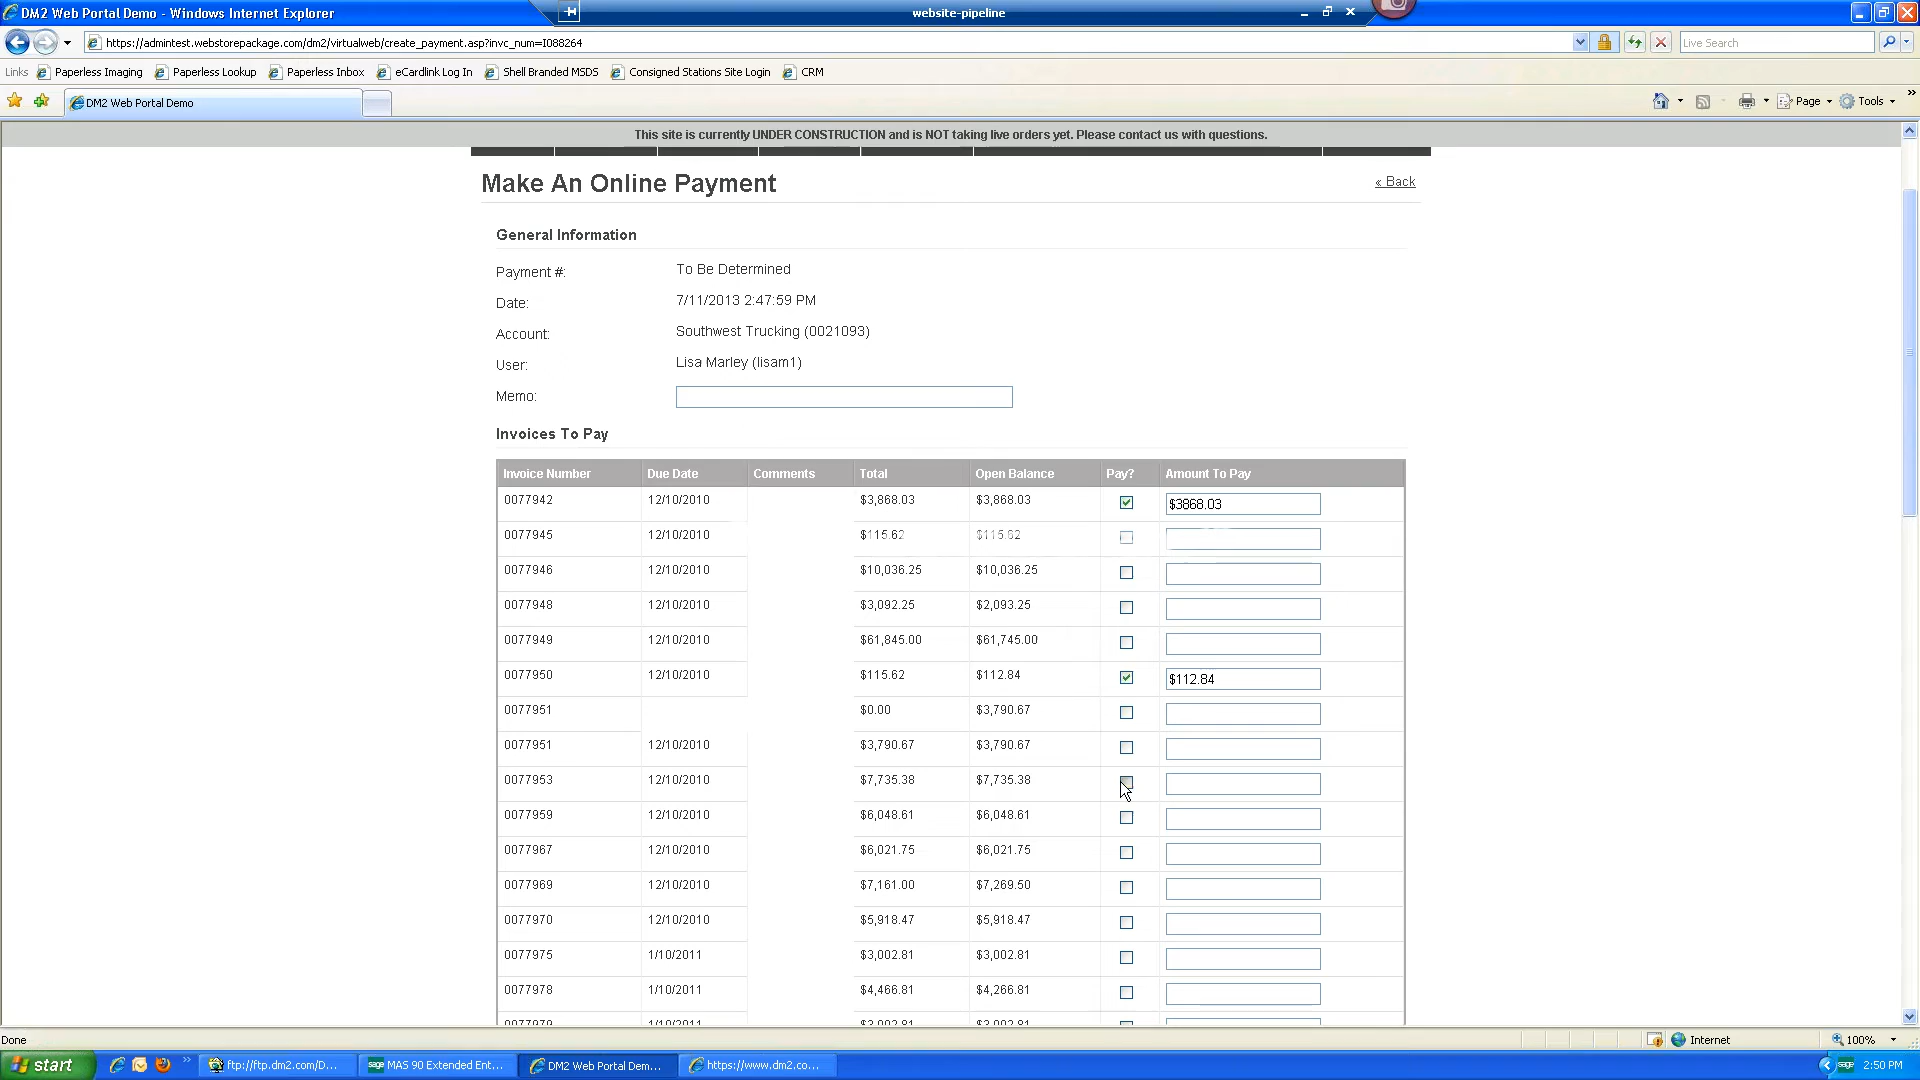 DM2 Web Portal Demo - Windows Internet Explorer
website-pipeline
https://admintest.webstorepackage.com/dm2/virtualweb/create_payment.asp?invc_num=I088264
Live Search
Links Paperless Imaging Paperless Lookup Paperless Inbox eCardlink Log In Shell Branded MSDS Consigned Stations Site Login CRM
DM2 Web Portal Demo
Page Tools »
This site is currently UNDER CONSTRUCTION and is NOT taking live orders yet. Please contact us with questions.
Make An Online Payment
« Back
General Information
Payment #: To Be Determined
Date: 7/11/2013 2:47:59 PM
Account: Southwest Trucking (0021093)
User: Lisa Marley (lisam1)
Memo:
Invoices To Pay
Invoice Number Due Date Comments Total Open Balance Pay? Amount To Pay
0077942 12/10/2010 $3,868.03 $3,868.03 $3868.03
0077945 12/10/2010 $115.62 $115.62
0077946 12/10/2010 $10,036.25 $10,036.25
0077948 12/10/2010 $3,092.25 $2,093.25
0077949 12/10/2010 $61,845.00 $61,745.00
0077950 12/10/2010 $115.62 $112.84 $112.84
0077951 $0.00 $3,790.67
0077951 12/10/2010 $3,790.67 $3,790.67
0077953 12/10/2010 $7,735.38 $7,735.38
0077959 12/10/2010 $6,048.61 $6,048.61
0077967 12/10/2010 $6,021.75 $6,021.75
0077969 12/10/2010 $7,161.00 $7,269.50
0077970 12/10/2010 $5,918.47 $5,918.47
0077975 1/10/2011 $3,002.81 $3,002.81
0077978 1/10/2011 $4,466.81 $4,266.81
0077979 1/10/2011 $3,002.81 $3,002.81
Done
Internet
100%
start
» ftp://ftp.dm2.com/D... sage MAS 90 Extended Ent... DM2 Web Portal Dem... https://www.dm2.co... sage 2:50 PM